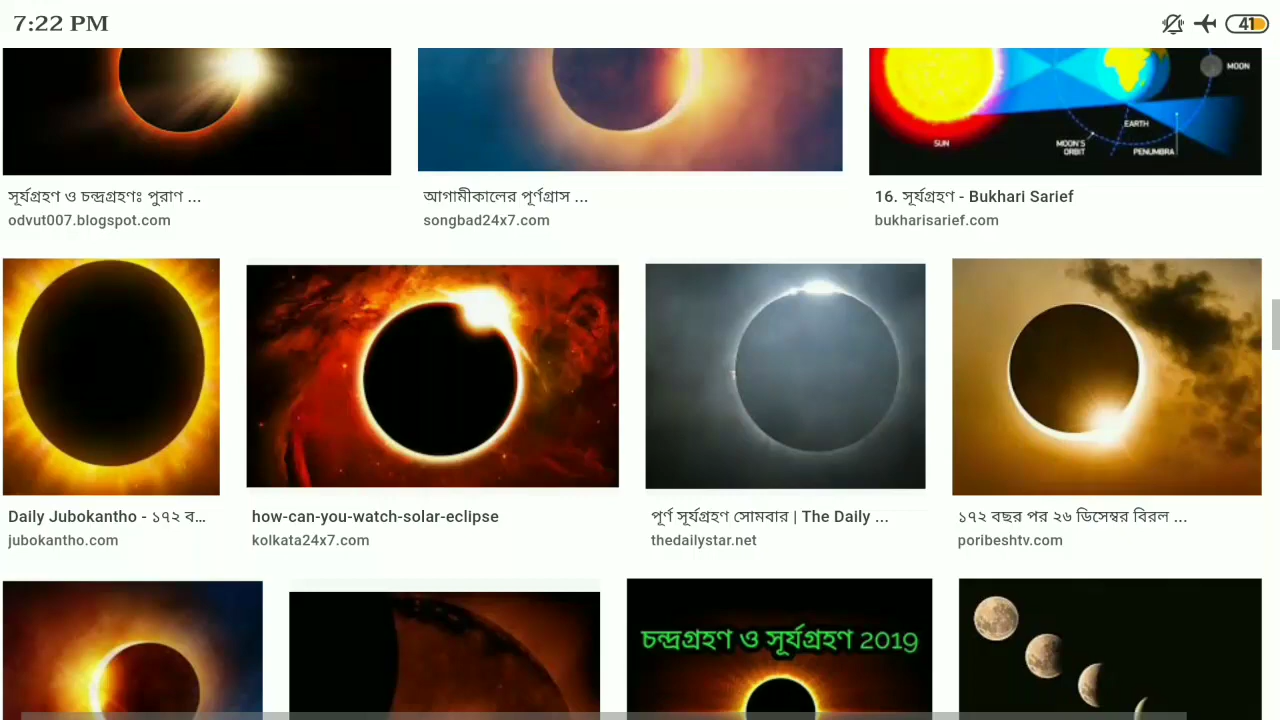 7:22 PM
41
MOON
EARTH
SUN
MOON'S
ORBIT
PENUMBRA
সূর্যগ্রহণ ও চন্দ্রগ্রহণঃ পুরাণ ...
odvut007.blogspot.com
আগামীকালের পূর্ণগ্রাস ...
songbad24x7.com
16. সূর্যগ্রহণ - Bukhari Sarief
bukharisarief.com
Daily Jubokantho - ১৭২ ব...
jubokantho.com
how-can-you-watch-solar-eclipse
kolkata24x7.com
পূর্ণ সূর্যগ্রহণ সোমবার | The Daily ...
thedailystar.net
১৭২ বছর পর ২৬ ডিসেম্বর বিরল ...
poribeshtv.com
চন্দ্রগ্রহণ ও সূর্যগ্রহণ 2019